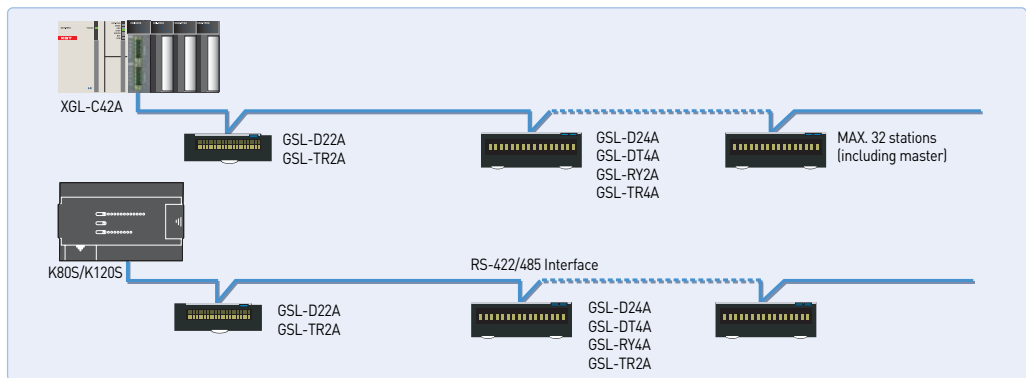 XGT
XGL-C42A
GSL-D22A
GSL-TR2A
GSL-D24A
GSL-DT4A
GSL-RY2A
GSL-TR4A
MAX. 32 stations
(including master)
K80S/K120S
RS-422/485 Interface
GSL-D22A
GSL-TR2A
GSL-D24A
GSL-DT4A
GSL-RY4A
GSL-TR2A